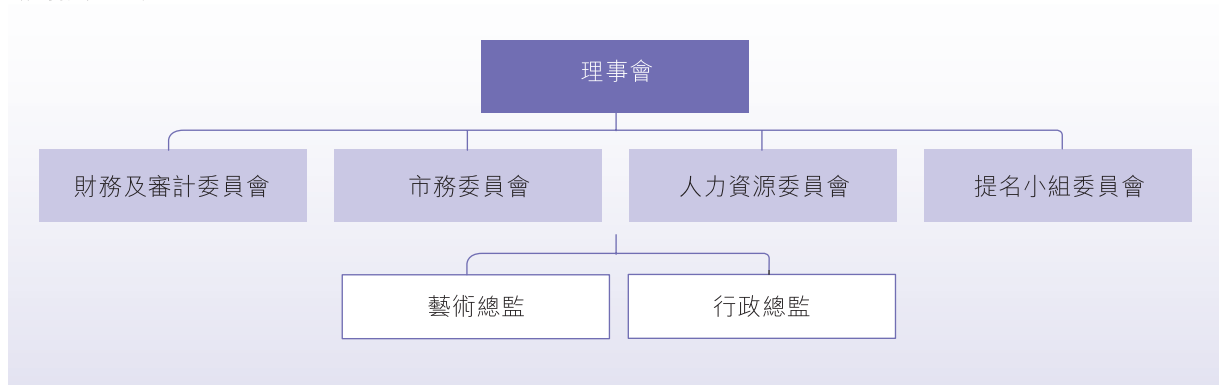 理事會
財務及審計委員會
市務委員會
人力資源委員會
提名小組委員會
藝術總監
行政總監